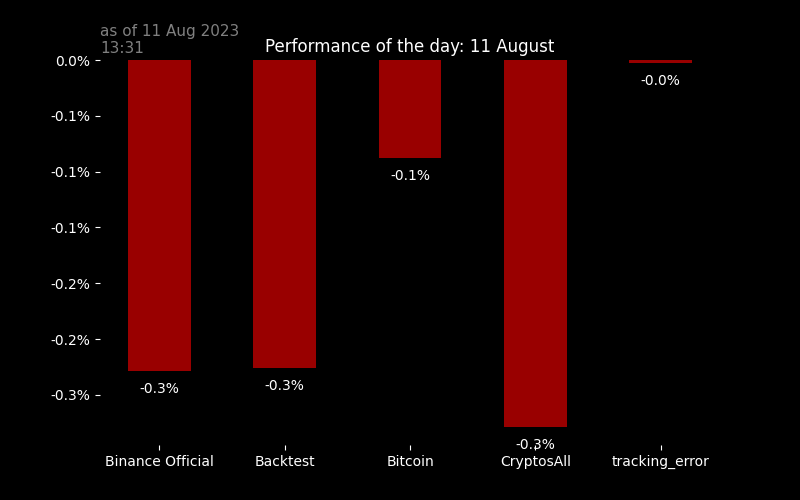 as of 11 Aug 2023
13:31
Performance of the day: 11 August
0.0%
-0.1%
-0.1%
-0.1%
-0.2%
-0.2%
-0.3%
-0.3%
-0.3%
-0.1%
-0.3%
-0.0%
Binance Official
Backtest
Bitcoin
CryptosAll
tracking_error